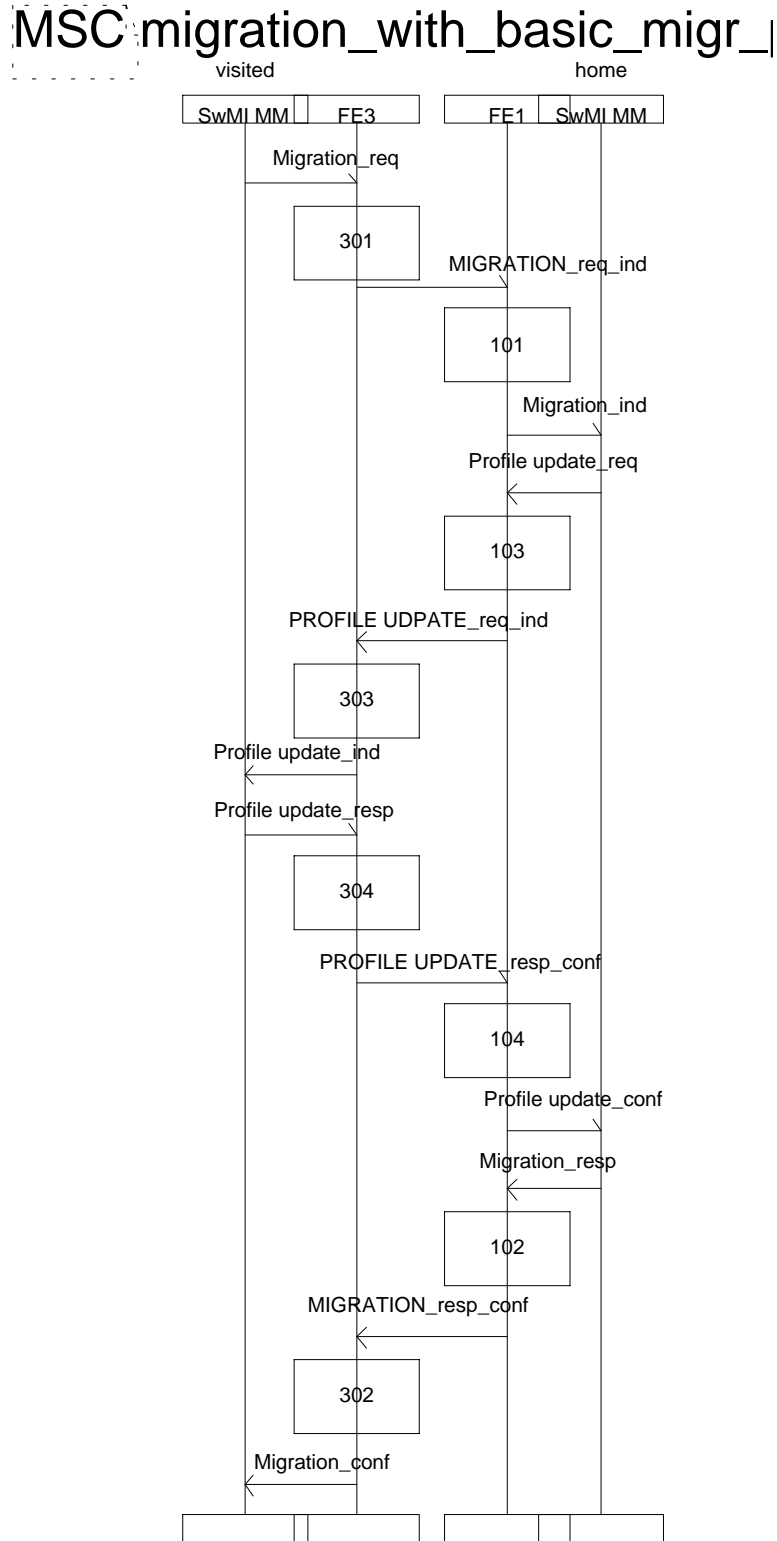 MSC migration_with_basic_migr_p
visited home
SwMI MM FE3 FE1 SwMI MM
Migration_req
301
MIGRATION_req_ind
101
Migration_ind
Profile update_req
103
PROFILE UDPATE_req_ind
303
Profile update_ind
Profile update_resp
304
PROFILE UPDATE_resp_conf
104
Profile update_conf
Migration_resp
102
MIGRATION_resp_conf
302
Migration_conf